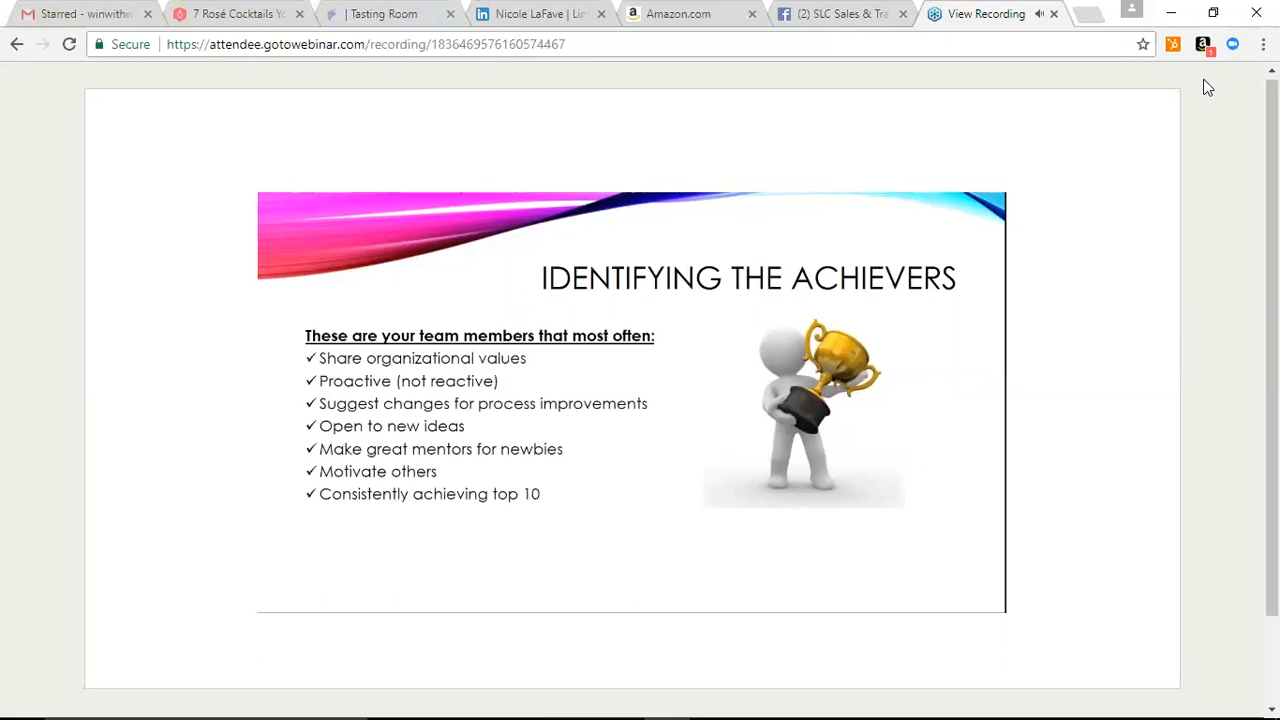 Starred - winwithw
7 Rosé Cocktails Yo
| Tasting Room
Nicole LaFave | Lin
Amazon.com
(2) SLC Sales & Tra
View Recording
Secure
https://attendee.gotowebinar.com/recording/1836469576160574467
1
IDENTIFYING THE ACHIEVERS
These are your team members that most often:
✓Share organizational values
✓Proactive (not reactive)
✓Suggest changes for process improvements
✓Open to new ideas
✓Make great mentors for newbies
✓Motivate others
✓Consistently achieving top 10